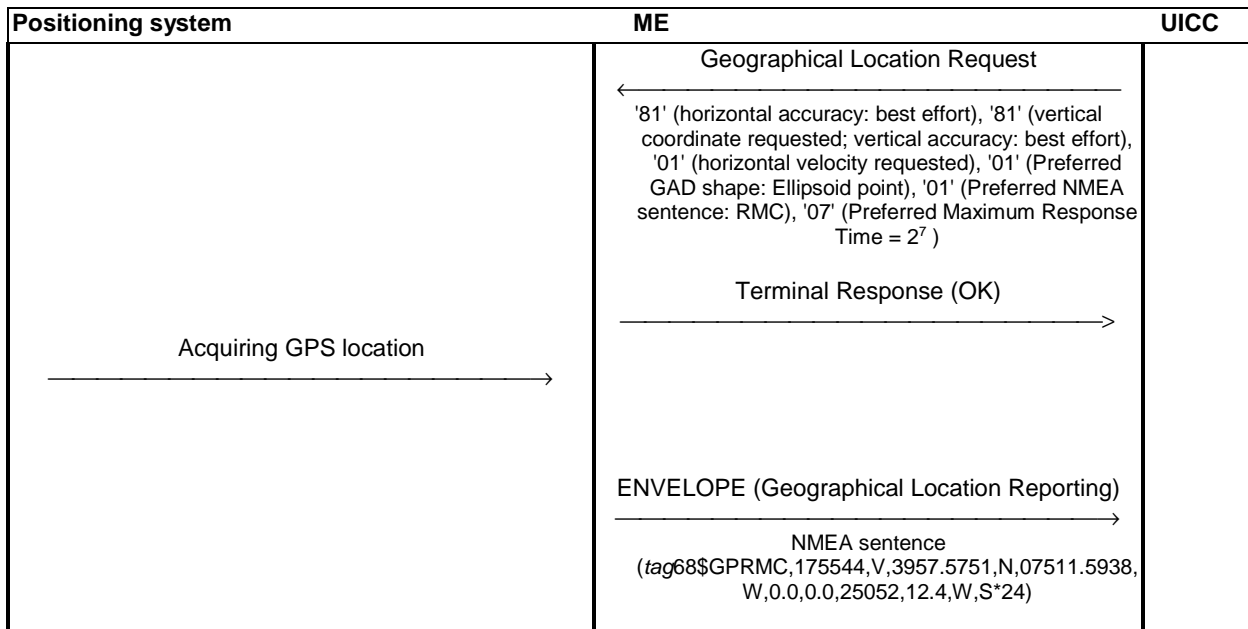 Positioning system ME UICC
Geographical Location Request
'81' (horizontal accuracy: best effort), '81' (vertical
coordinate requested; vertical accuracy: best effort),
'01' (horizontal velocity requested), '01' (Preferred
GAD shape: Ellipsoid point), '01' (Preferred NMEA
sentence: RMC), '07' (Preferred Maximum Response
Time = 2⁷ )
Terminal Response (OK)
Acquiring GPS location
ENVELOPE (Geographical Location Reporting)
NMEA sentence
(tag68$GPRMC,175544,V,3957.5751,N,07511.5938,
W,0.0,0.0,25052,12.4,W,S*24)